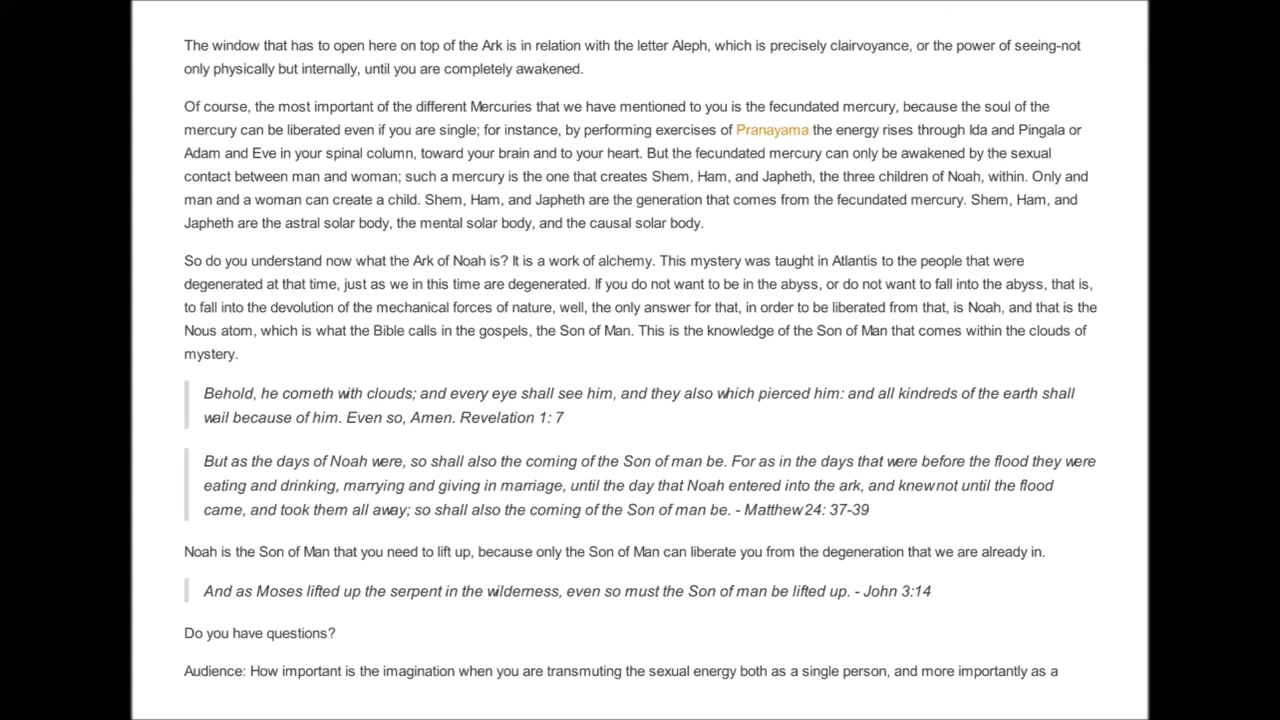 The window that has to open here on top of the Ark is in relation with the letter Aleph, which is precisely clairvoyance, or the power of seeing-not
only physically but internally, until you are completely awakened.
Of course, the most important of the different Mercuries that we have mentioned to you is the fecundated mercury, because the soul of the
mercury can be liberated even if you are single; for instance, by performing exercises of Pranayama the energy rises through Ida and Pingala or
Adam and Eve in your spinal column, toward your brain and to your heart. But the fecundated mercury can only be awakened by the sexual
contact between man and woman; such a mercury is the one that creates Shem, Ham, and Japheth, the three children of Noah, within. Only and
man and a woman can create a child. Shem, Ham, and Japheth are the generation that comes from the fecundated mercury. Shem, Ham, and
Japheth are the astral solar body, the mental solar body, and the causal solar body.
So do you understand now what the Ark of Noah is? It is a work of alchemy. This mystery was taught in Atlantis to the people that were
degenerated at that time, just as we in this time are degenerated. If you do not want to be in the abyss, or do not want to fall into the abyss, that is,
to fall into the devolution of the mechanical forces of nature, well, the only answer for that, in order to be liberated from that, is Noah, and that is the
Nous atom, which is what the Bible calls in the gospels, the Son of Man. This is the knowledge of the Son of Man that comes within the clouds of
mystery.
Behold, he cometh with clouds; and every eye shall see him, and they also which pierced him: and all kindreds of the earth shall
wail because of him. Even so, Amen. Revelation 1: 7
But as the days of Noah were, so shall also the coming of the Son of man be. For as in the days that were before the flood they were
eating and drinking, marrying and giving in marriage, until the day that Noah entered into the ark, and knew not until the flood
came, and took them all away; so shall also the coming of the Son of man be. - Matthew 24: 37-39
Noah is the Son of Man that you need to lift up, because only the Son of Man can liberate you from the degeneration that we are already in.
And as Moses lifted up the serpent in the wilderness, even so must the Son of man be lifted up. - John 3:14
Do you have questions?
Audience: How important is the imagination when you are transmuting the sexual energy both as a single person, and more importantly as a